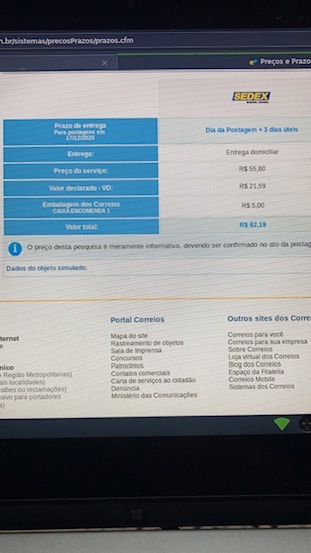 n.br/sistemas/precosPrazos/prazos.cfm
Preços e Prazo
SEDEX
Prazo de entrega
Para postagens em
17/12/2020
Dia da Postagem + 3 dias úteis
Entrega:
Entrega domiciliar
Preço do serviço:
R$ 55,60
Valor declarado - VD:
R$ 21,59
Embalagem dos Correios
CAIXA ENCOMENDA 1
R$ 5,00
Valor total:
R$ 82,19
O preço desta pesquisa é meramente informativo, devendo ser confirmado no ato da postag
Dados do objeto simulado.
Portal Correios
Outros sites dos Corre
ternet
e
nico
e Região Metropolitanas)
ais localidades)
stões ou reclamações)
sivo para portadores
a)
Mapa do site
Rastreamento de objetos
Sala de Imprensa
Concursos
Patrocínios
Contatos comerciais
Carta de serviços ao cidadão
Denúncia
Ministério das Comunicações
Correios para você
Correios para sua empresa
Sobre Correios
Loja virtual dos Correios
Blog dos Correios
Espaço da Filatelia
Correios Mobile
Sistemas dos Correios